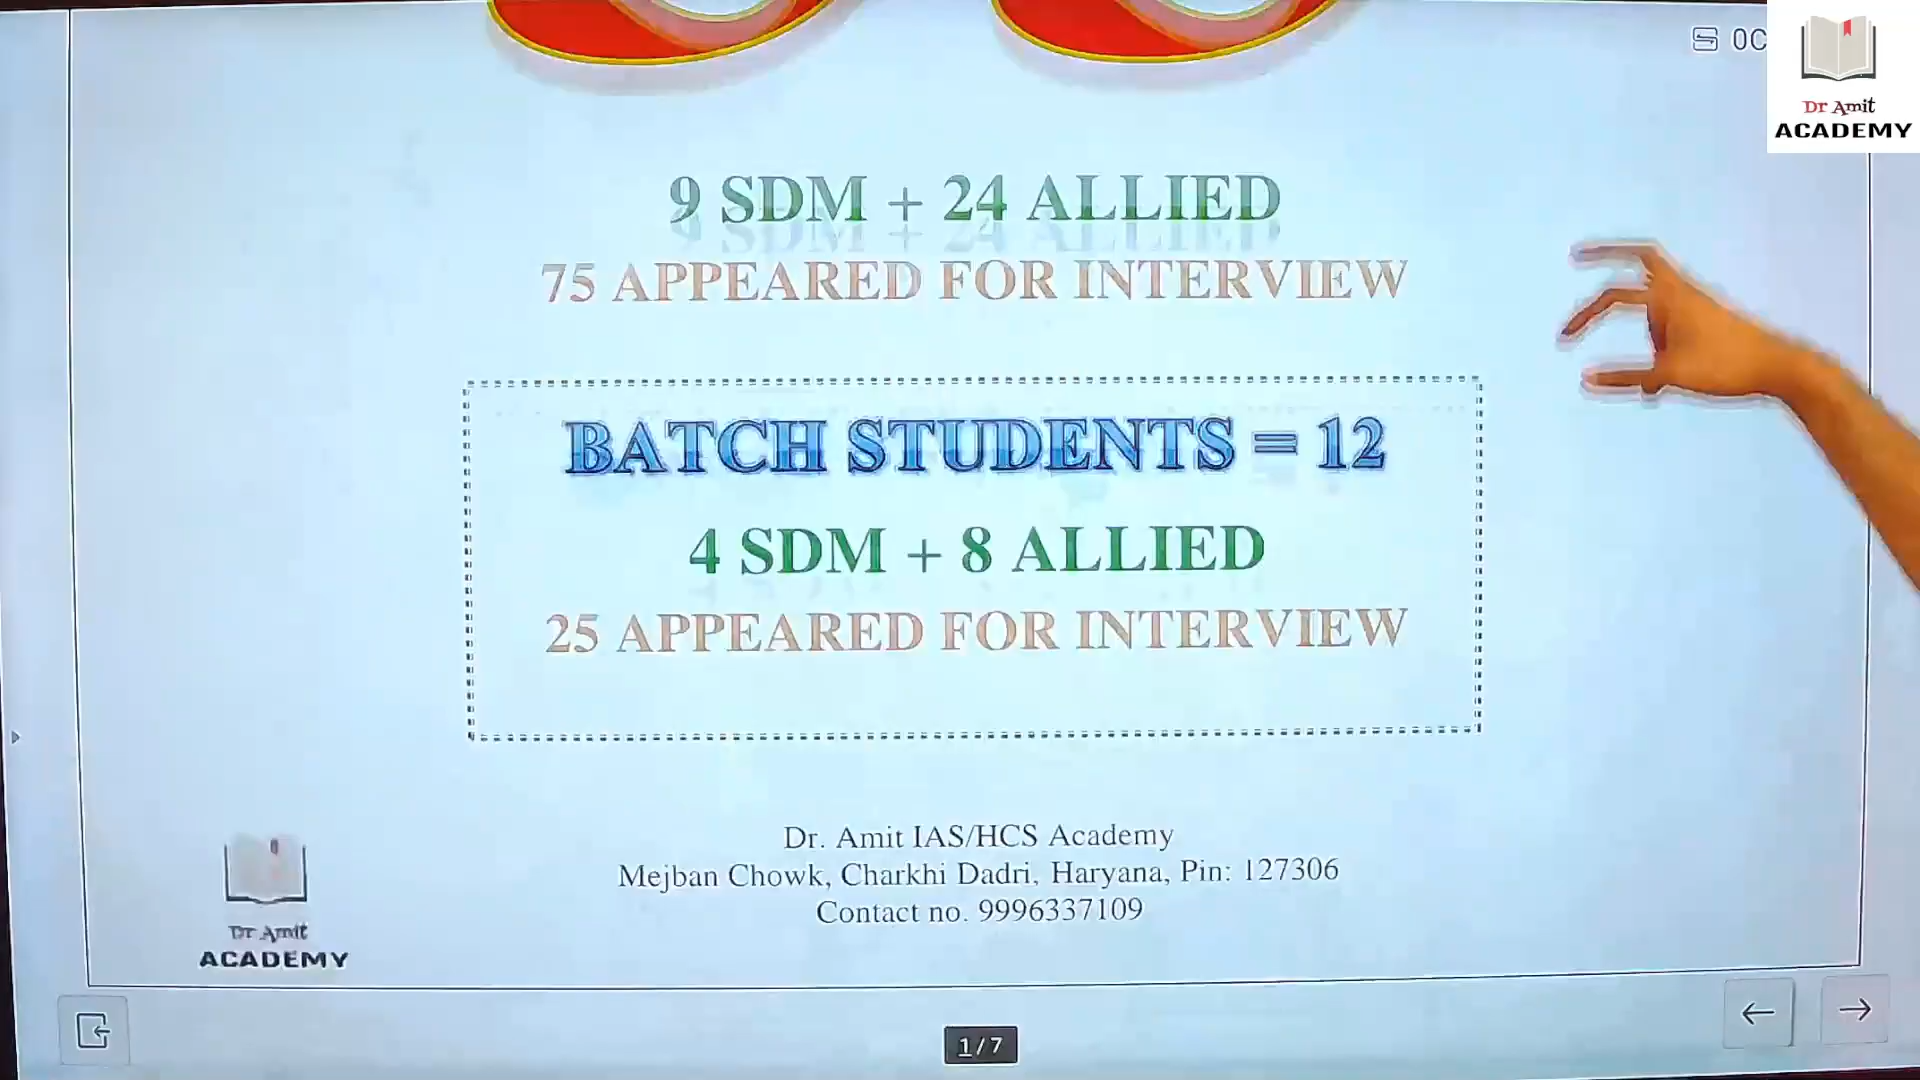 OC
Dr Amit
ACADEMY
9 SDM + 24 ALLIED
75 APPEARED FOR INTERVIEW
BATCH STUDENTS = 12
4 SDM + 8 ALLIED
25 APPEARED FOR INTERVIEW
Dr. Amit IAS/HCS Academy
Mejban Chowk, Charkhi Dadri, Haryana, Pin: 127306
Contact no. 9996337109
Dr Amit
ACADEMY
1/7